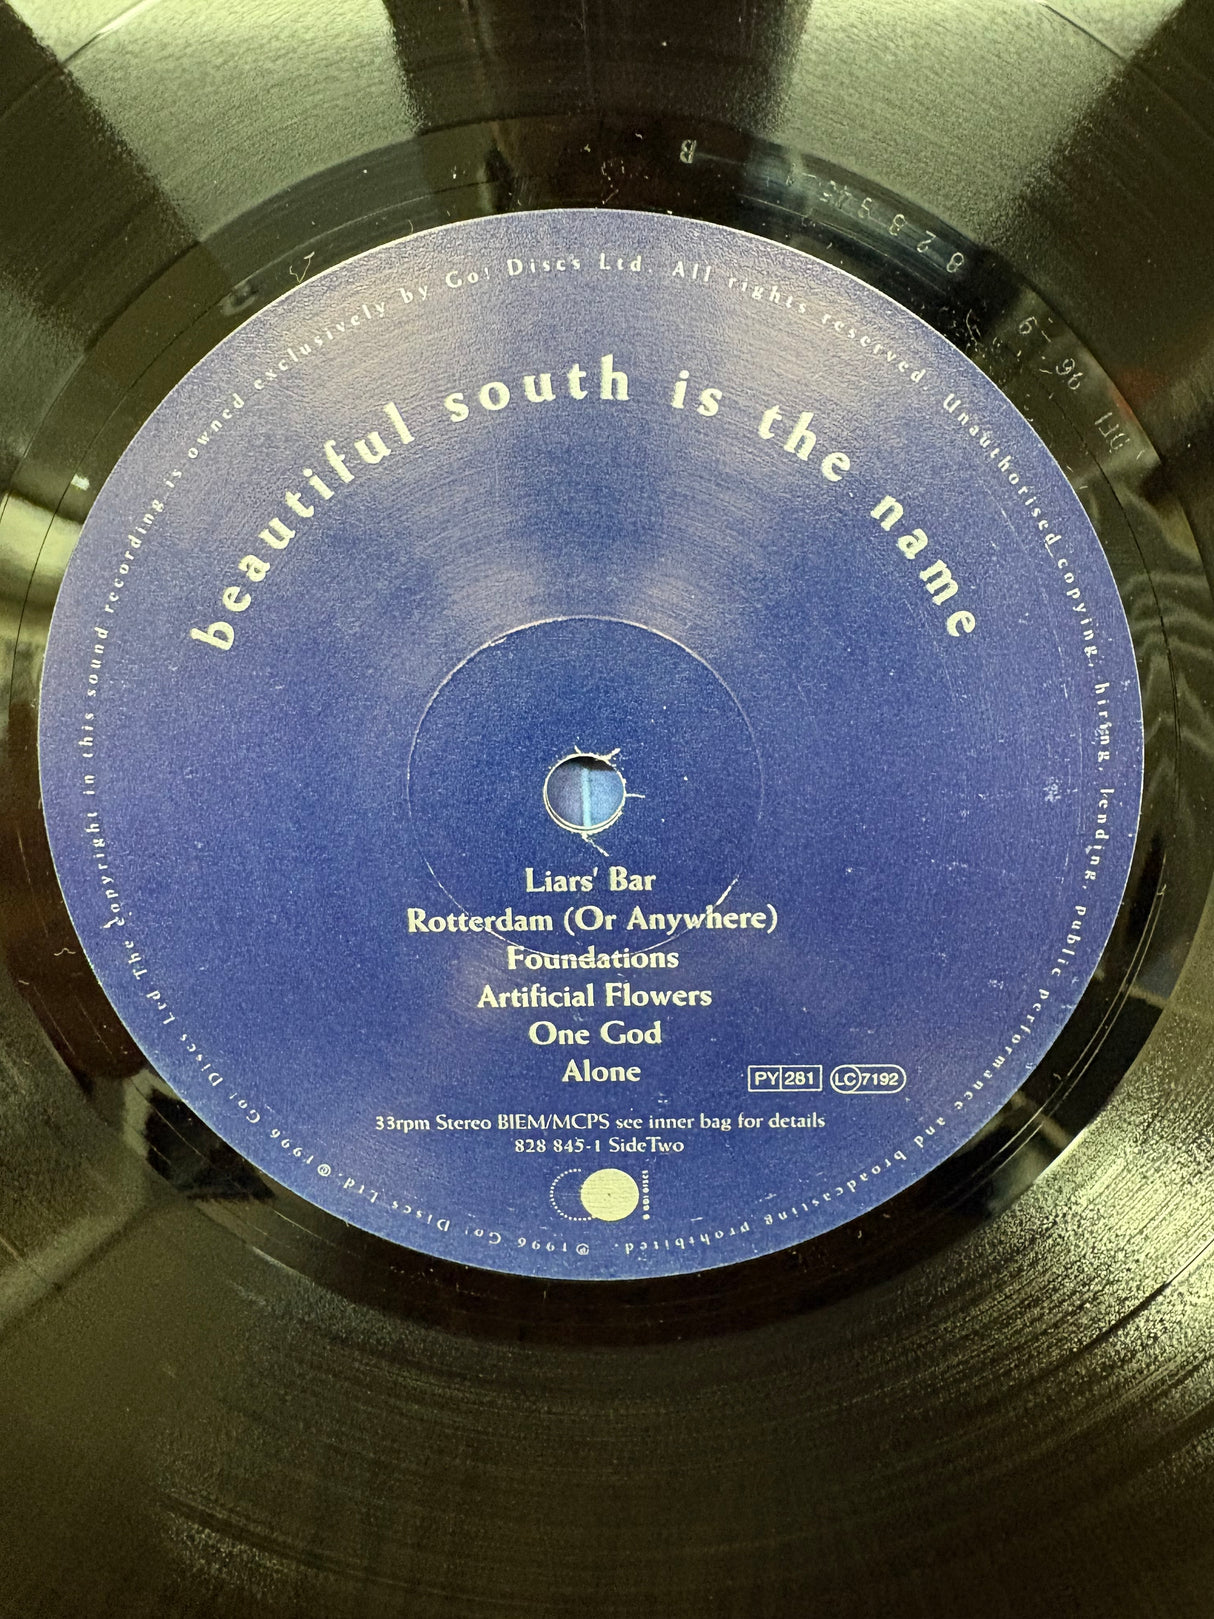 The copyright in this sound recording is owned exclusively by Go! Discs Ltd. All rights reserved. Unauthorised copying, hiring, lending, public performance and broadcasting prohibited. ℗ 1996 Go! Discs Ltd. © 1996 Go! Discs Ltd
beautiful south is the name
Liars' Bar
Rotterdam (Or Anywhere)
Foundations
Artificial Flowers
One God
Alone
PY 281 LC 7192
33rpm Stereo BIEM/MCPS see inner bag for details
828 845-1 Side Two